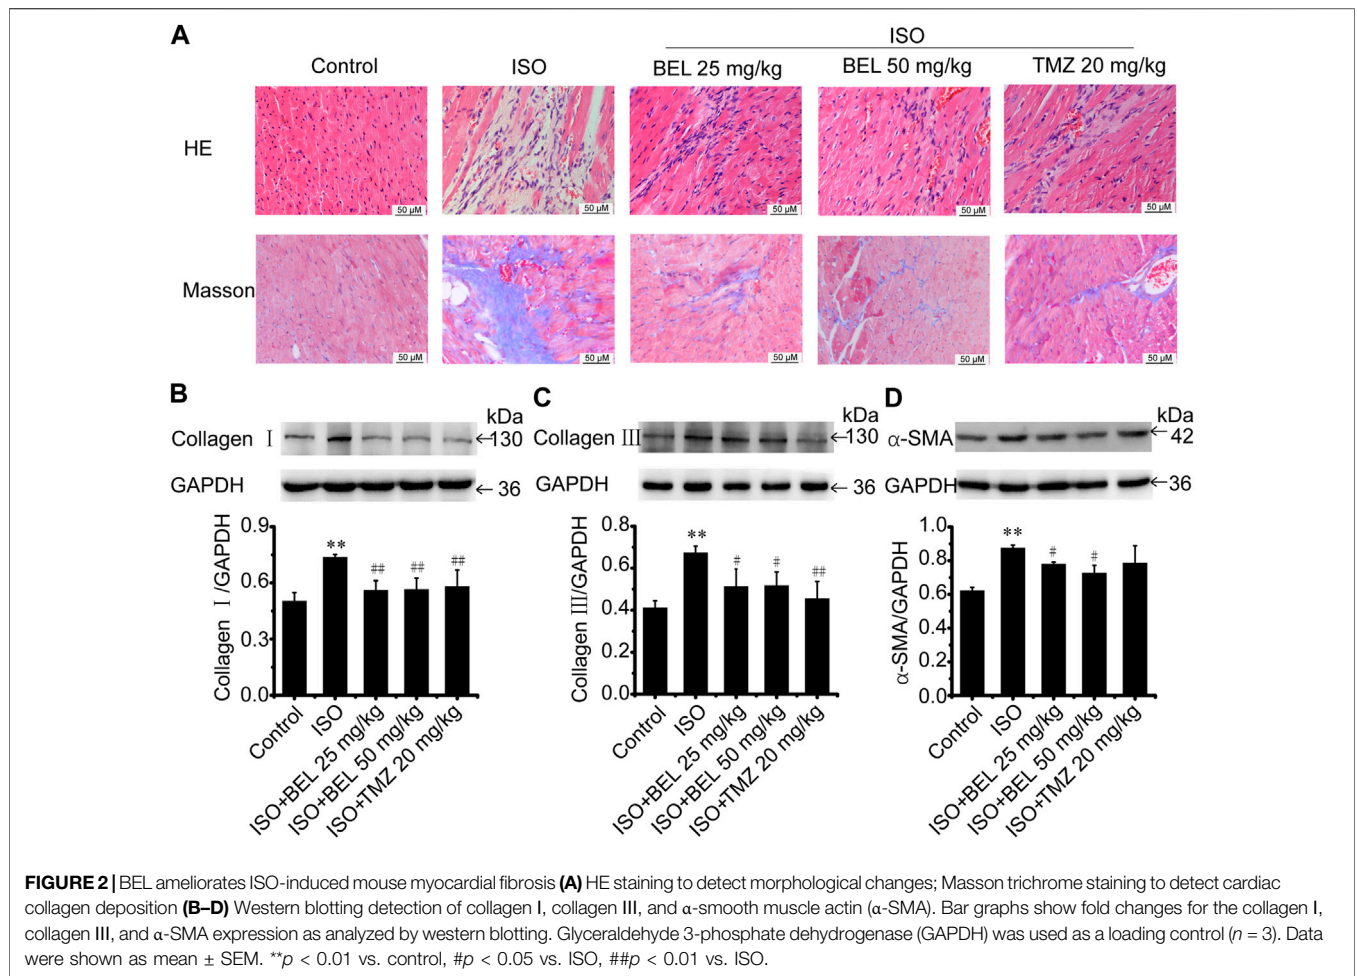 A
ISO
Control
ISO
BEL 25 mg/kg
BEL 50 mg/kg
TMZ 20 mg/kg
HE
50 µM
50 µM
50 µM
50 µM
50 µM
Masson
50 µM
50 µM
50 µM
50 µM
50 µM
B
kDa
Collagen Ⅰ
←130
GAPDH
←36
Collagen Ⅰ/GAPDH
0.9
0.6
0.3
0.0
**
##
##
##
Control
ISO
ISO+BEL 25 mg/kg
ISO+BEL 50 mg/kg
ISO+TMZ 20 mg/kg
C
kDa
Collagen Ⅲ
←130
GAPDH
←36
Collagen Ⅲ/GAPDH
0.8
0.6
0.4
0.2
0.0
**
#
#
##
Control
ISO
ISO+BEL 25 mg/kg
ISO+BEL 50 mg/kg
ISO+TMZ 20 mg/kg
D
kDa
α-SMA
←42
GAPDH
←36
α-SMA/GAPDH
1.0
0.8
0.6
0.4
0.2
0.0
**
#
#
Control
ISO
ISO+BEL 25 mg/kg
ISO+BEL 50 mg/kg
ISO+TMZ 20 mg/kg
FIGURE 2 | BEL ameliorates ISO-induced mouse myocardial fibrosis (A) HE staining to detect morphological changes; Masson trichrome staining to detect cardiac
collagen deposition (B–D) Western blotting detection of collagen I, collagen III, and α-smooth muscle actin (α-SMA). Bar graphs show fold changes for the collagen I,
collagen III, and α-SMA expression as analyzed by western blotting. Glyceraldehyde 3-phosphate dehydrogenase (GAPDH) was used as a loading control (n = 3). Data
were shown as mean ± SEM. **p < 0.01 vs. control, #p < 0.05 vs. ISO, ##p < 0.01 vs. ISO.